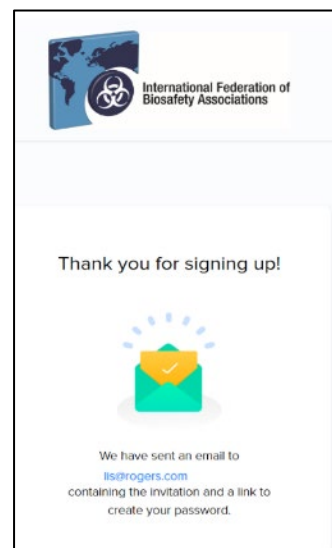 International Federation of
Biosafety Associations
Thank you for signing up!
We have sent an email to
lis@rogers.com
containing the invitation and a link to
create your password.